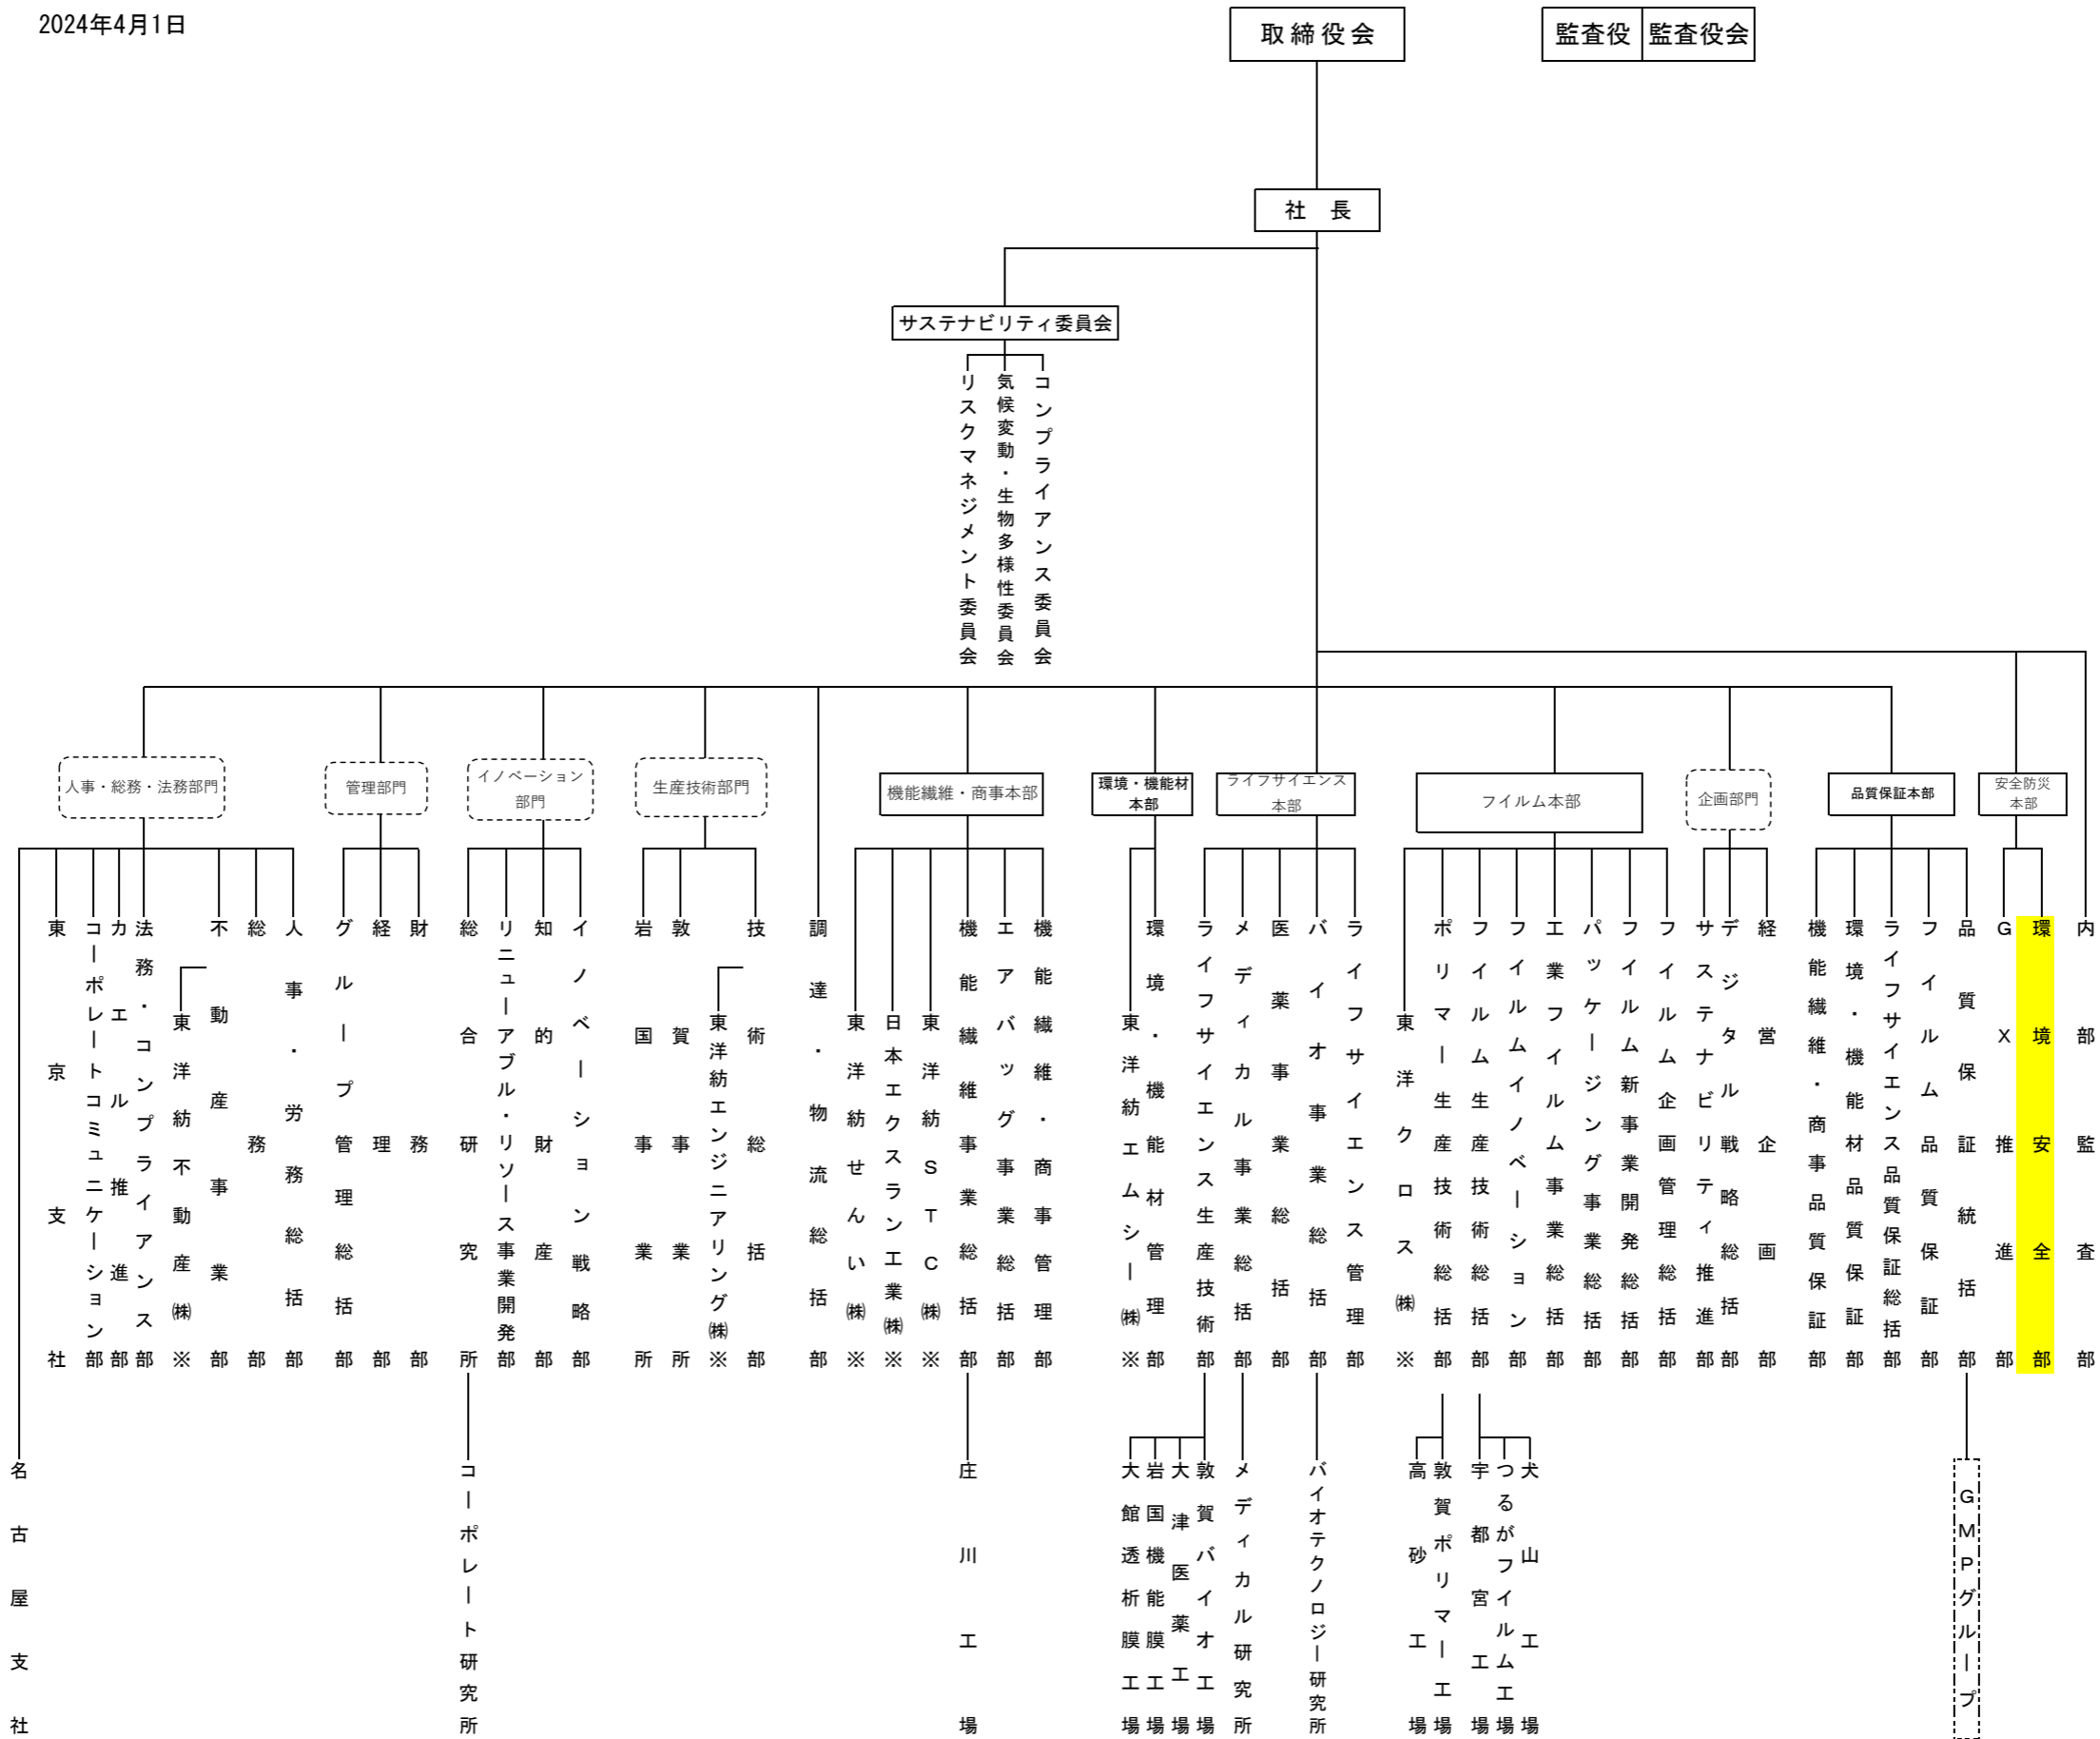 2024年4月1日
取締役会
監査役
監査役会
社　長
サステナビリティ委員会
リスクマネジメント委員会
気候変動・生物多様性委員会
コンプライアンス委員会
人事・総務・法務部門
管理部門
イノベーション
部門
生産技術部門
機能繊維・商事本部
環境・機能材
本部
ライフサイエンス
本部
フイルム本部
企画部門
品質保証本部
安全防災
本部
名古屋支社
東京支社
コーポレートコミュニケーション部
カエル推進部
法務・コンプライアンス部
東洋紡不動産㈱※
不動産事業部
総務部
人事・労務総括部
グループ管理総括部
経理部
財務部
総合研究所
コーポレート研究所
リニューアブル・リソース事業開発部
知的財産部
イノベーション戦略部
岩国事業所
敦賀事業所
東洋紡エンジニアリング㈱※
技術総括部
調達・物流総括部
東洋紡せんい㈱※
日本エクスラン工業㈱※
東洋紡STC㈱※
機能繊維事業総括部
庄川工場
エアバッグ事業総括部
機能繊維・商事管理部
東洋紡エムシー㈱※
環境・機能材管理部
ライフサイエンス生産技術部
大館透析膜工場
岩国機能膜工場
大津医薬工場
敦賀バイオ工場
メディカル事業総括部
メディカル研究所
医薬事業総括部
バイオ事業総括部
バイオテクノロジー研究所
ライフサイエンス管理部
東洋クロス㈱※
ポリマー生産技術総括部
高砂工場
敦賀ポリマー工場
フイルム生産技術総括部
宇都宮工場
つるがフイルム工場
犬山工場
フイルムイノベーション部
工業フイルム事業総括部
パッケージング事業総括部
フイルム新事業開発総括部
フイルム企画管理総括部
サステナビリティ推進部
デジタル戦略総括部
経営企画部
機能繊維・商事品質保証部
環境・機能材品質保証部
ライフサイエンス品質保証総括部
フイルム品質保証部
品質保証統括部
GMPグループ
GX推進部
環境安全部
内部監査部